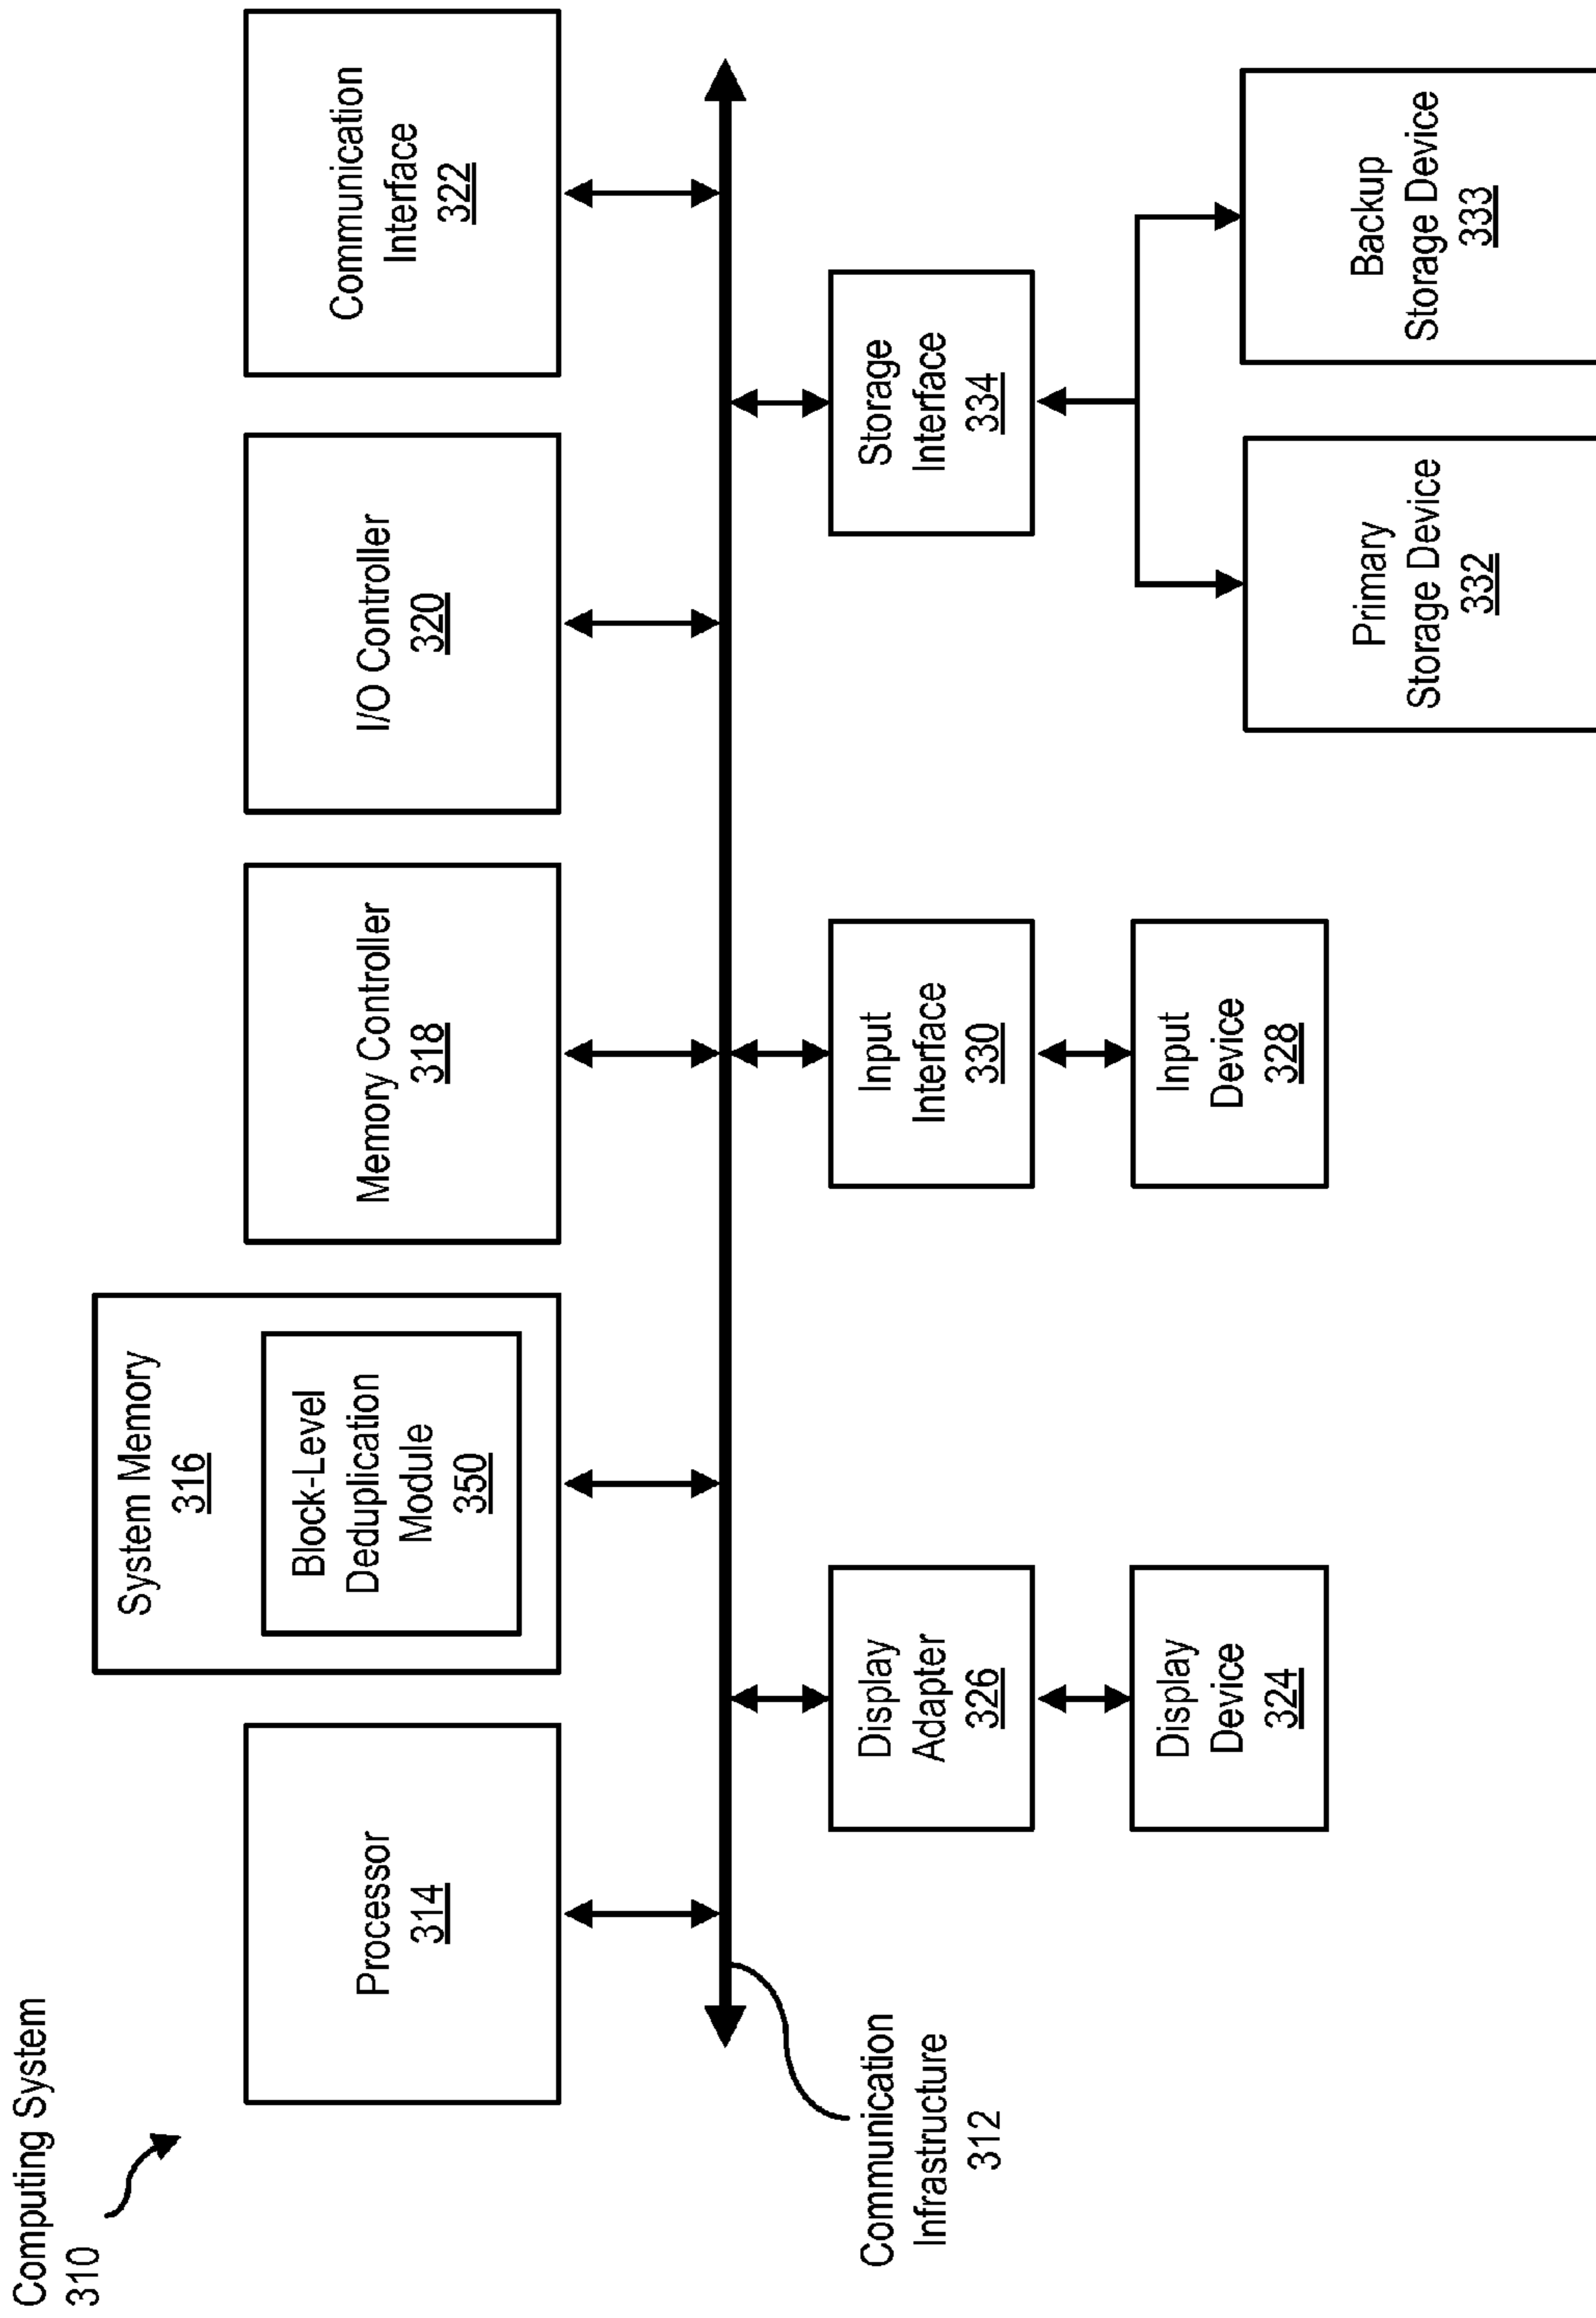 Computing System
310
Processor
314
System Memory
316
Block-Level
Deduplication
Module
350
Memory Controller
318
I/O Controller
320
Communication
Interface
322
Communication
Infrastructure
312
Display
Adapter
326
Input
Interface
330
Storage
Interface
334
Display
Device
324
Input
Device
328
Primary
Storage Device
332
Backup
Storage Device
333